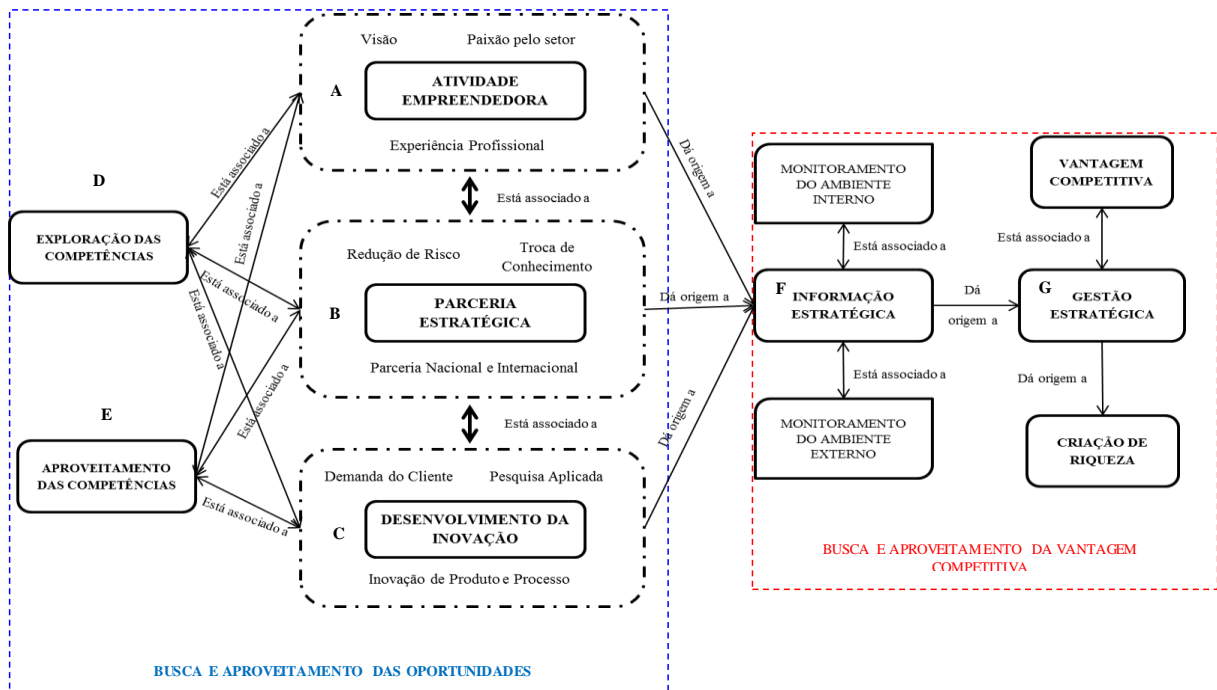 Visão
Paixão pelo setor
A
ATIVIDADE
EMPREENDEDORA
Experiência Profissional
Está associado a
Está associado a
Está associado a
D
EXPLORAÇÃO DAS
COMPETÊNCIAS
Está associado a
Está associado a
Redução de Risco
Troca de
Conhecimento
B
PARCERIA
ESTRATÉGICA
Parceria Nacional e Internacional
Está associado a
Está associado a
E
APROVEITAMENTO
DAS COMPETÊNCIAS
Está associado a
Demanda do Cliente
Pesquisa Aplicada
C
DESENVOLVIMENTO DA
INOVAÇÃO
Inovação de Produto e Processo
BUSCA E APROVEITAMENTO DAS OPORTUNIDADES
Dá origem a
Dá origem a
Dá origem a
MONITORAMENTO
DO AMBIENTE
INTERNO
Está associado a
F
INFORMAÇÃO
ESTRATÉGICA
Está associado a
MONITORAMENTO
DO AMBIENTE
EXTERNO
Dá
origem a
VANTAGEM
COMPETITIVA
Está associado a
G
GESTÃO
ESTRATÉGICA
Dá origem a
CRIAÇÃO DE
RIQUEZA
BUSCA E APROVEITAMENTO DA VANTAGEM
COMPETITIVA